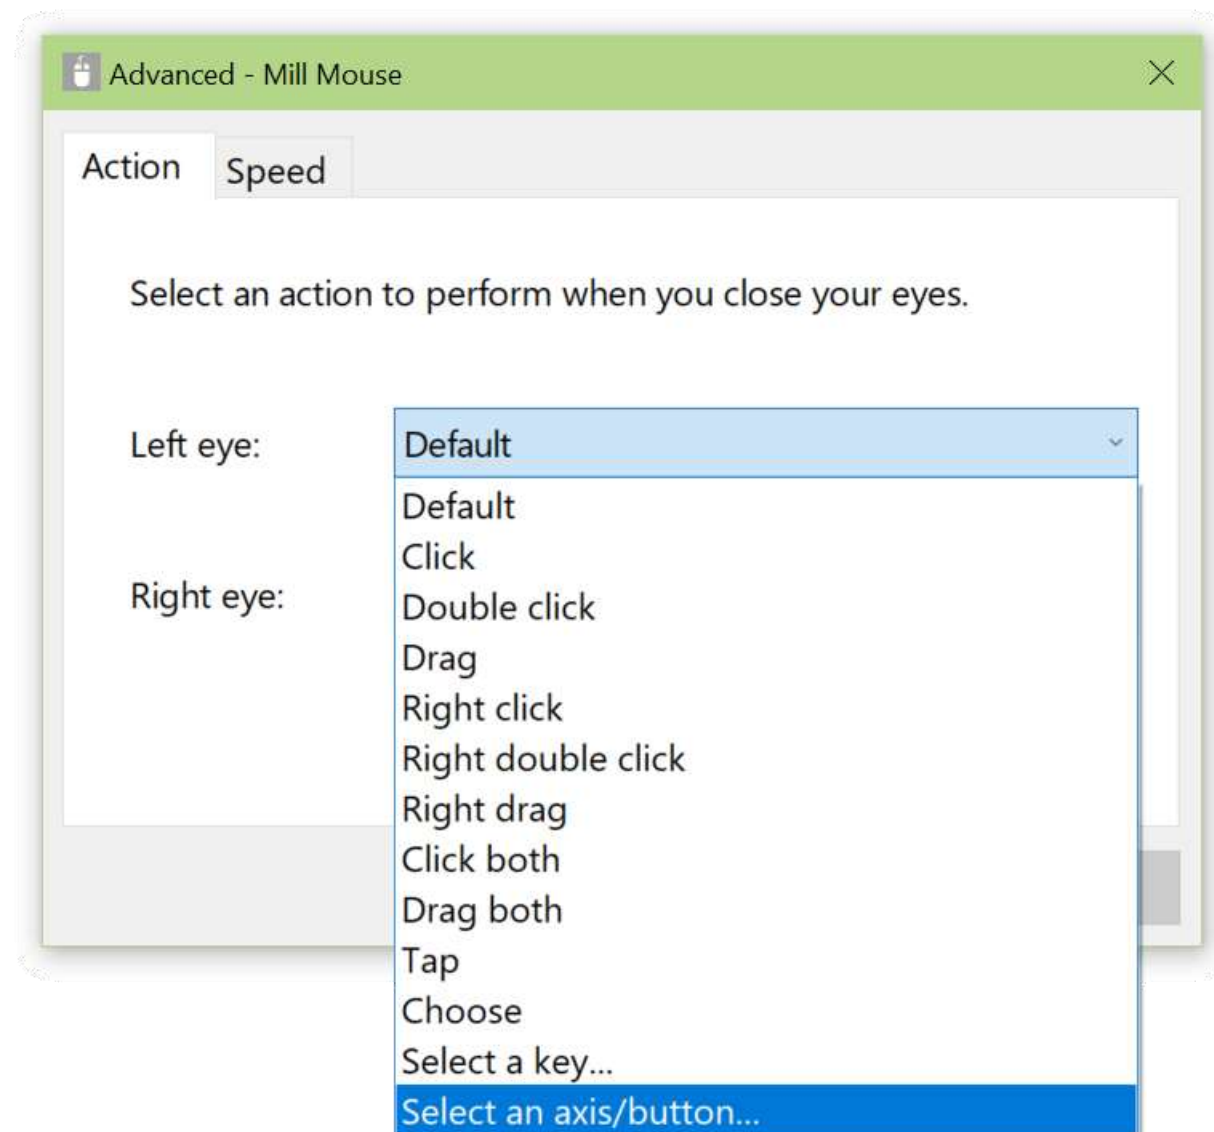 Advanced - Mill Mouse
Action Speed
Select an action to perform when you close your eyes.
Left eye: Default
Default
Click
Double click
Right eye:
Drag
Right click
Right double click
Right drag
Click both
Drag both
Tap
Choose
Select a key...
Select an axis/button...